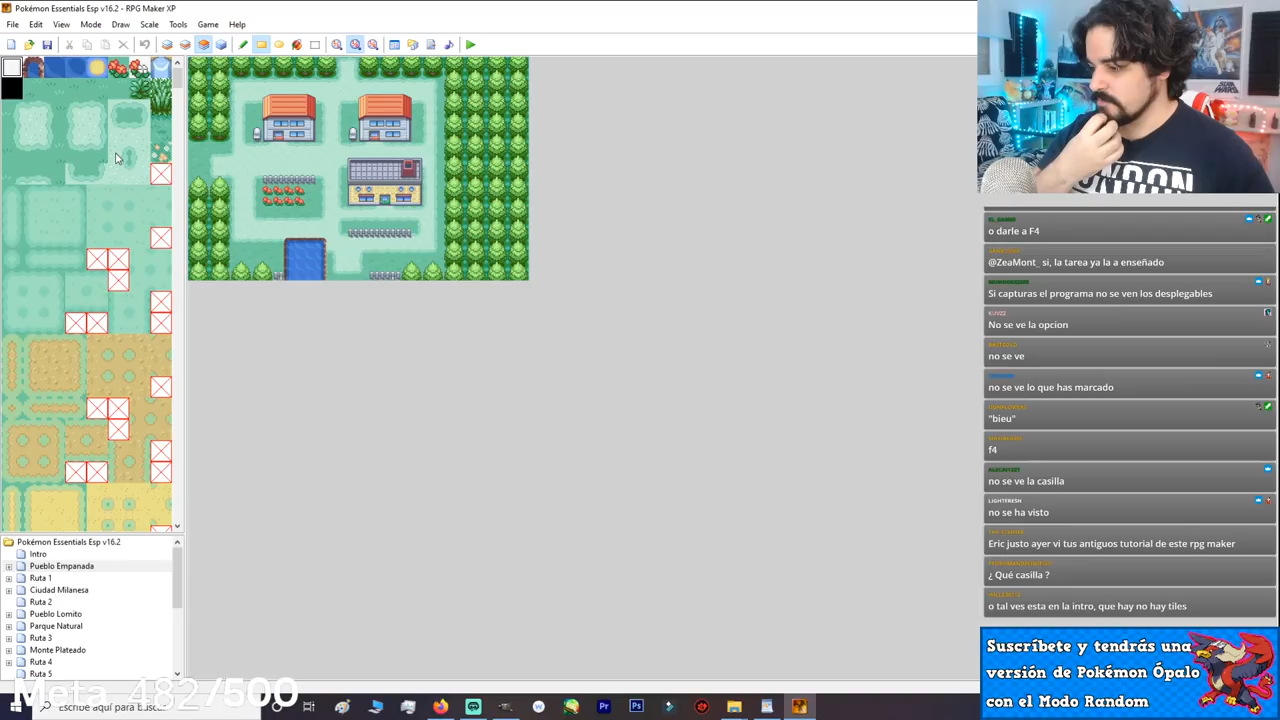 Pokémon Essentials Esp v16.2 - RPG Maker XP
File Edit View Mode Draw Scale Tools Game Help
Pokémon Essentials Esp v16.2
Intro
Pueblo Empanada
Ruta 1
Ciudad Milanesa
Ruta 2
Pueblo Lomito
Parque Natural
Ruta 3
Monte Plateado
Ruta 4
Ruta 5
Meta 482/500
Escribe aquí para buscar
o darle a F4
@ZeaMont_ si, la tarea ya la a enseñado
Si capturas el programa no se ven los desplegables
KUVZZ
No se ve la opcion
no se ve
no se ve lo que has marcado
"bieu"
f4
no se ve la casilla
LIGHTFRESH
no se ha visto
Eric justo ayer vi tus antiguos tutorial de este rpg maker
¿ Qué casilla ?
o tal ves esta en la intro, que hay no hay tiles
Suscríbete y tendrás una
versión de Pokémon Ópalo
con el Modo Random
STAR
WARS
LONDON